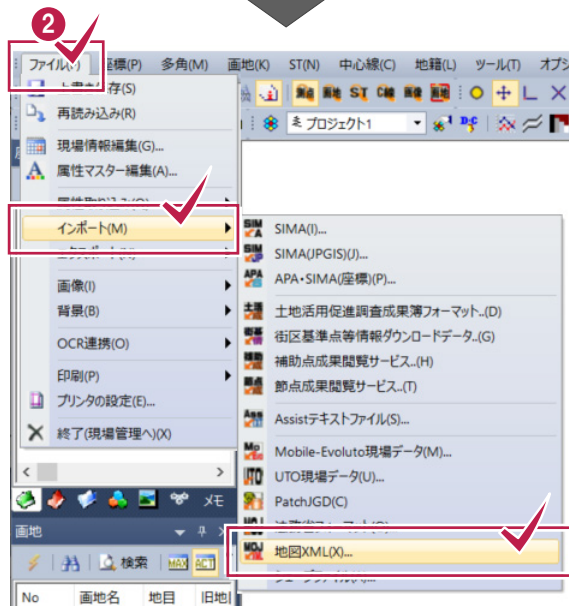 2
ファイル(F) 座標(P) 多角(M) 画地(K) ST(N) 中心線(C) 地籍(L) ツール(T) オプシ
上書き保存(S)
再読み込み(R)
プロジェクト1
現場情報編集(G)...
属性マスター編集(A)...
インポート(M)
画像(I)
背景(B)
OCR連携(O)
印刷(P)
プリンタの設定(E)...
終了(現場管理へ)(X)
SIMA(I)...
SIMA(JPGIS)(J)...
APA・SIMA(座標)(P)...
土地活用促進調査成果簿フォーマット..(D)
街区基準点等情報ダウンロードデータ..(G)
補助点成果閲覧サービス..(H)
節点成果閲覧サービス..(T)
Assistテキストファイル(S)...
Mobile-Evoluto現場データ(M)...
UTO現場データ(U)...
PatchJGD(C)
地図XML(X)...
メモ
画地
検索 MAX ACT
No 画地名 地目 旧地